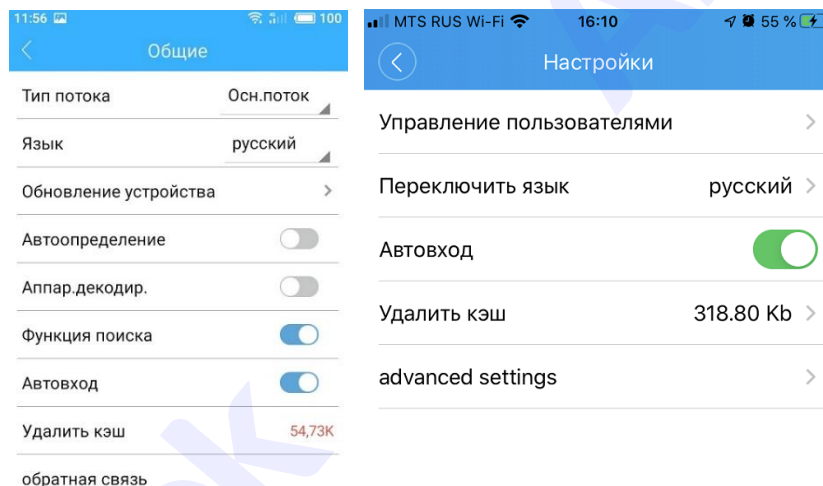 11:56 100
Общие
Тип потока Осн.поток
Язык русский
Обновление устройства
Автоопределение
Аппар.декодир.
Функция поиска
Автовход
Удалить кэш 54,73K
обратная связь
MTS RUS Wi-Fi 16:10 55 %
Настройки
Управление пользователями
Переключить язык русский
Автовход
Удалить кэш 318.80 Kb
advanced settings